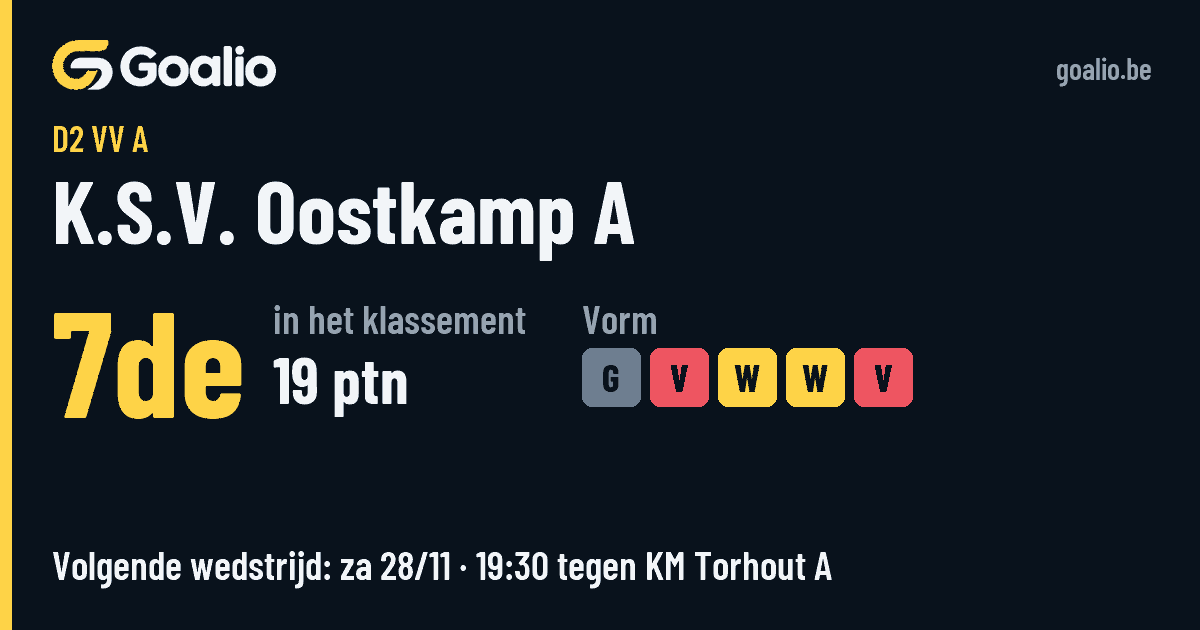 Goalio
goalio.be
D2 VV A
K.S.V. Oostkamp A
7de
in het klassement
19 ptn
Vorm
G V W W V
Volgende wedstrijd: za 28/11 · 19:30 tegen KM Torhout A